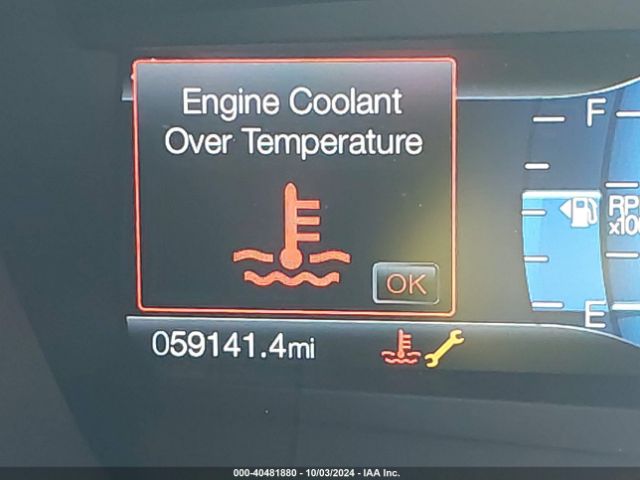 Engine Coolant
Over Temperature
OK
F
E
059141.4mi
000-40481880 - 10/03/2024 - IAA Inc.